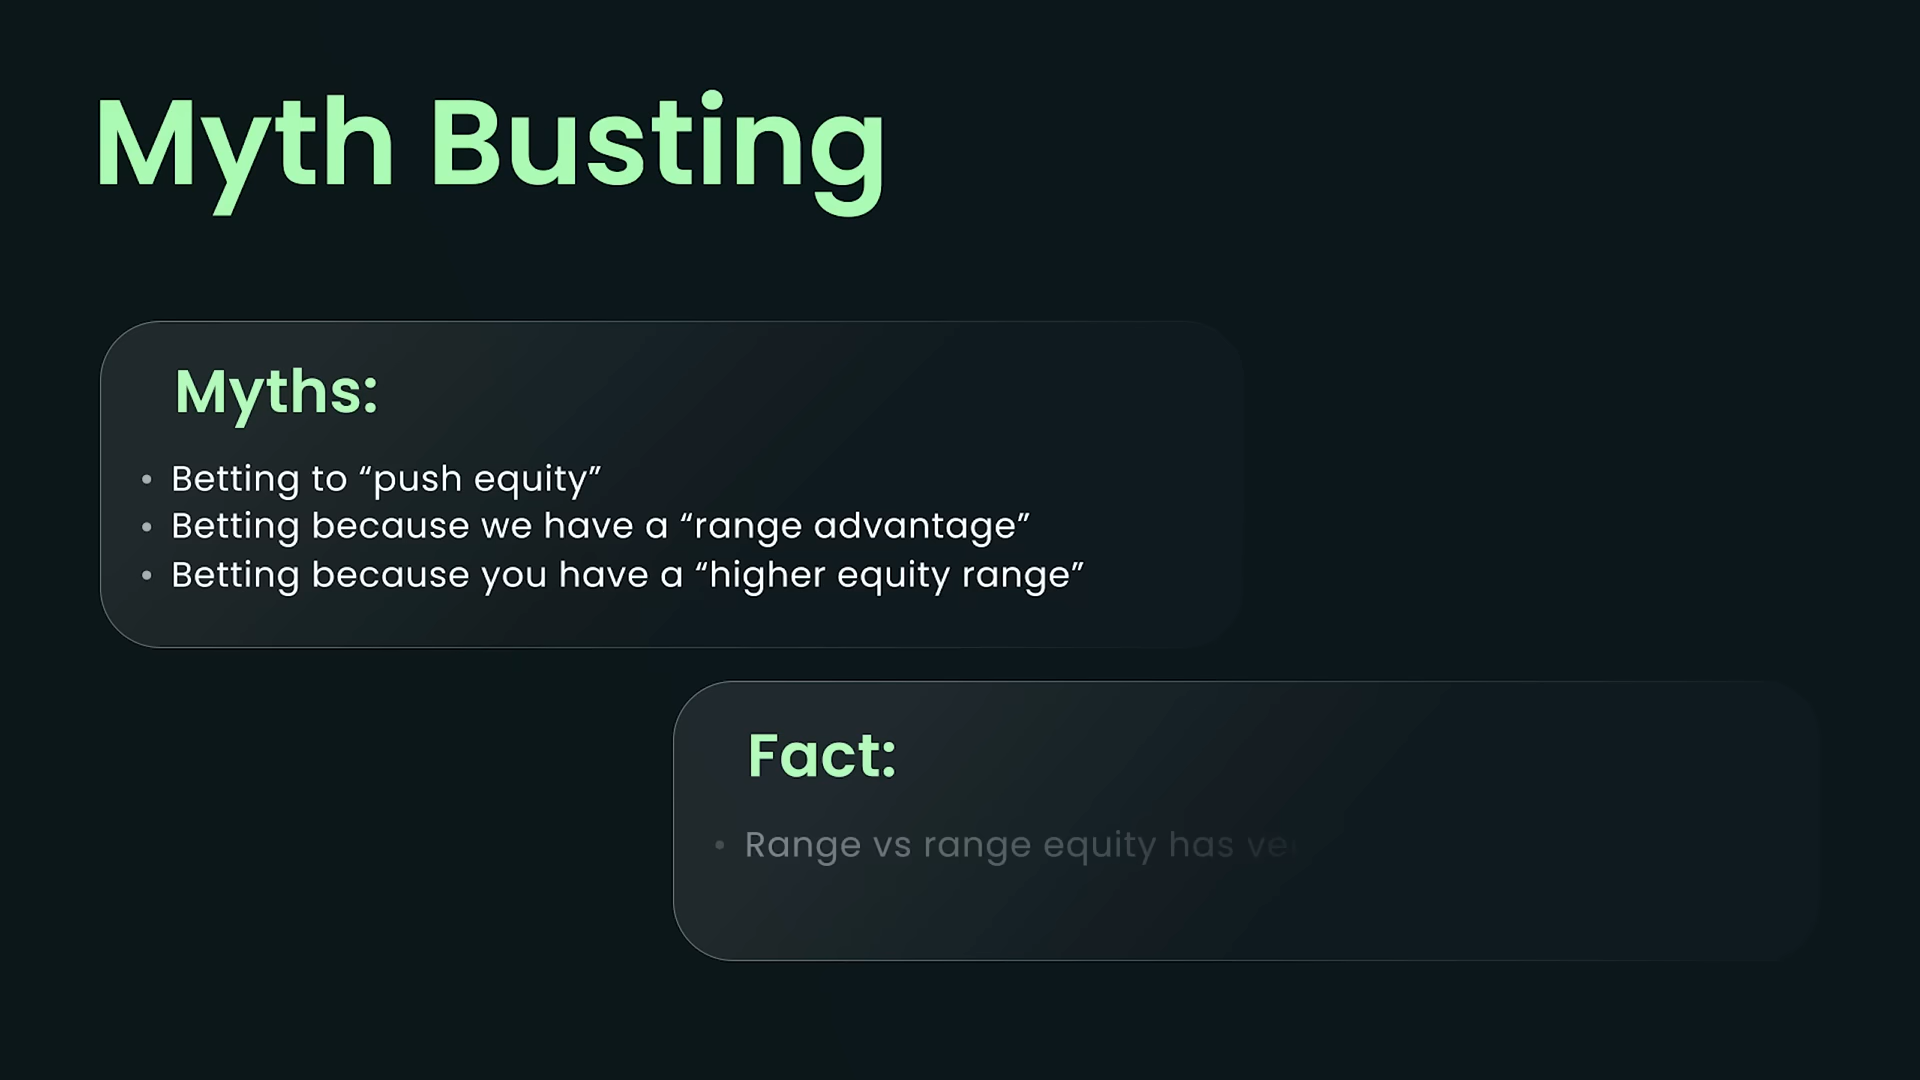 Myth Busting
Myths:
• Betting to “push equity”
• Betting because we have a “range advantage”
• Betting because you have a “higher equity range”
Fact:
• Range vs range equity has